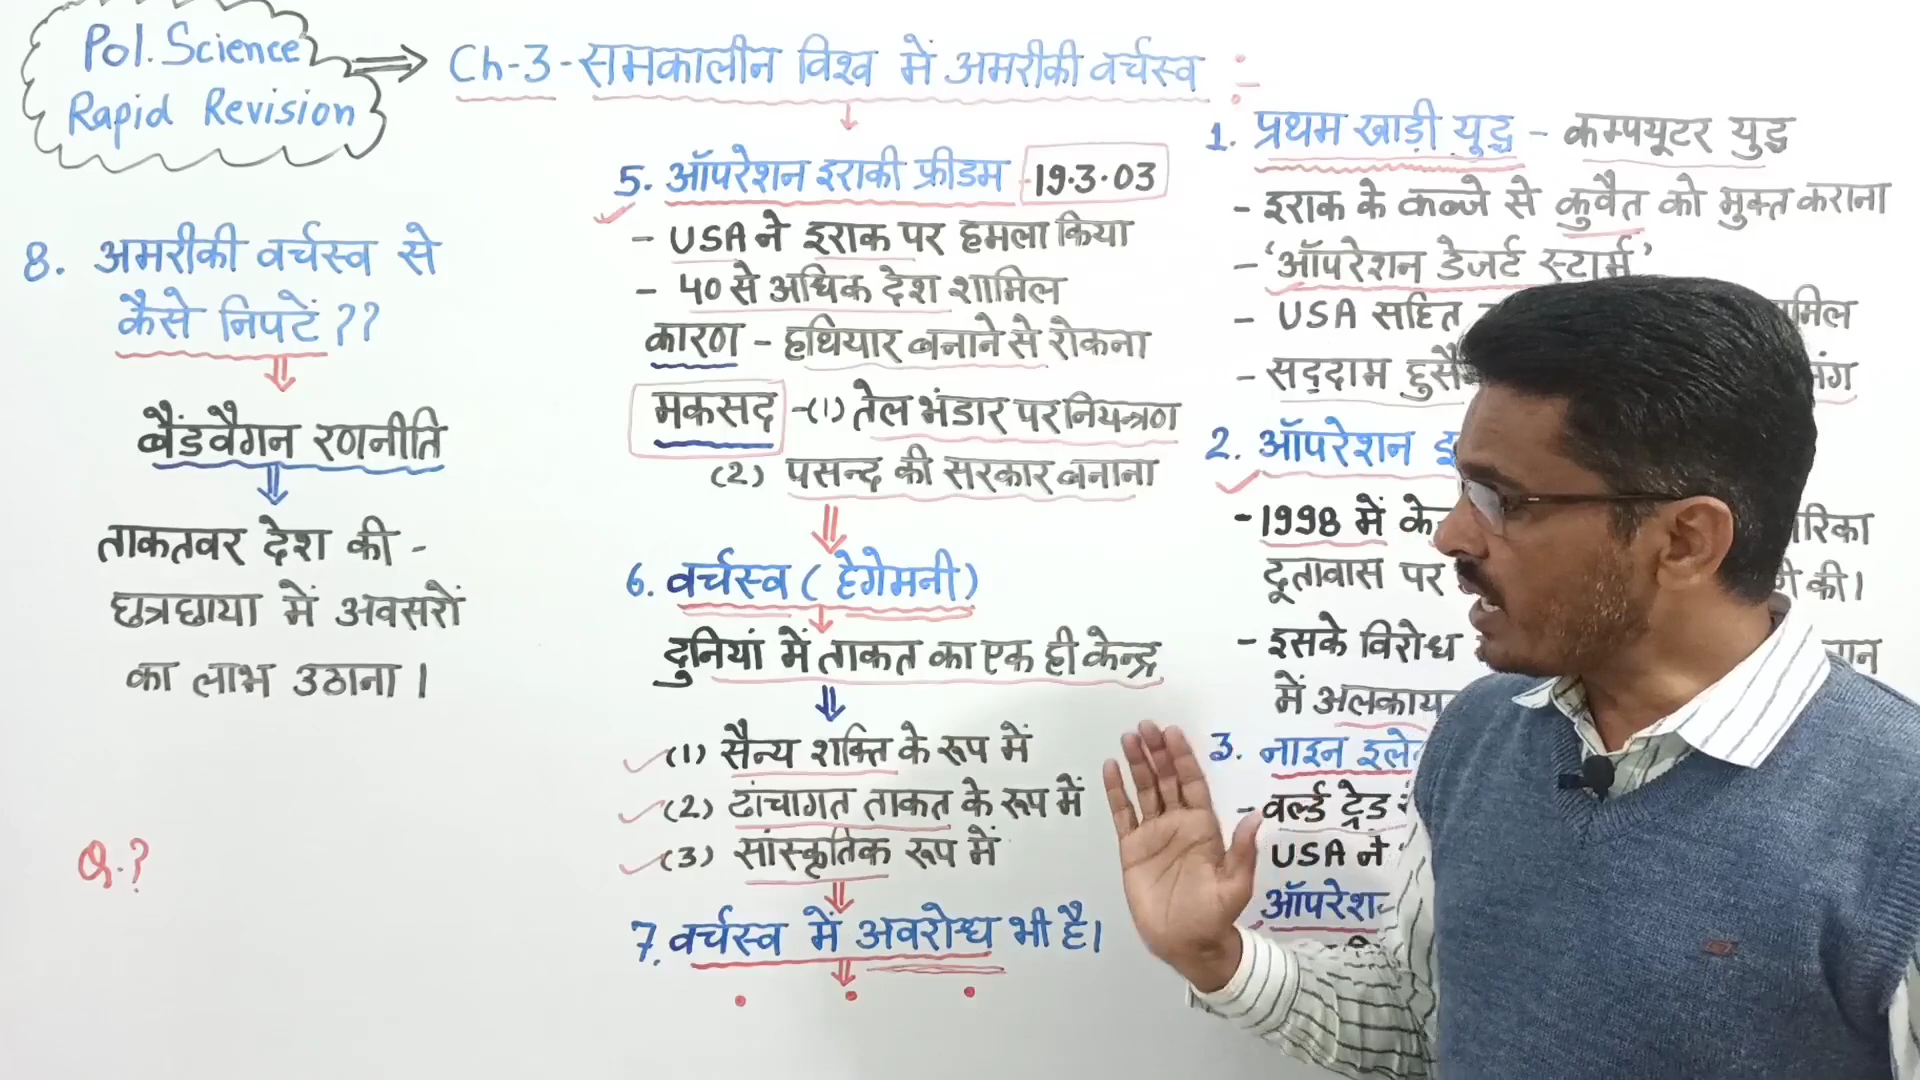 Pol. Science
Rapid Revision
Ch-3-समकालीन विश्व में अमरीकी वर्चस्व :-
8. अमरीकी वर्चस्व से
कैसे निपटें ??
बैंडवैगन रणनीति
ताकतवर देश की -
छत्रछाया में अवसरों
का लाभ उठाना।
Q.?
5. ऑपरेशन इराकी फ्रीडम - 19.3.03
- USA ने इराक पर हमला किया
- 40 से अधिक देश शामिल
कारण - हथियार बनाने से रोकना
मकसद -(1) तेल भंडार पर नियन्त्रण
(2) पसन्द की सरकार बनाना
6. वर्चस्व ( हेगेमनी)
दुनियां में ताकत का एक ही केन्द्र
(1) सैन्य शक्ति के रूप में
(2) ढांचागत ताकत के रूप में
(3) सांस्कृतिक रूप में
7. वर्चस्व में अवरोध भी है।
1. प्रथम खाड़ी युद्ध - कम्पयूटर युद्ध
- इराक के कब्जे से कुवैत को मुक्त कराना
- 'ऑपरेशन डेजर्ट स्टार्म'
- USA सहित
- सद्दाम
2. ऑपरेशन
- 1998 में
दूतावास पर की।
- इसके विरोध
में
3. नाइन
- वर्ल्ड ट्रेड
USA ने